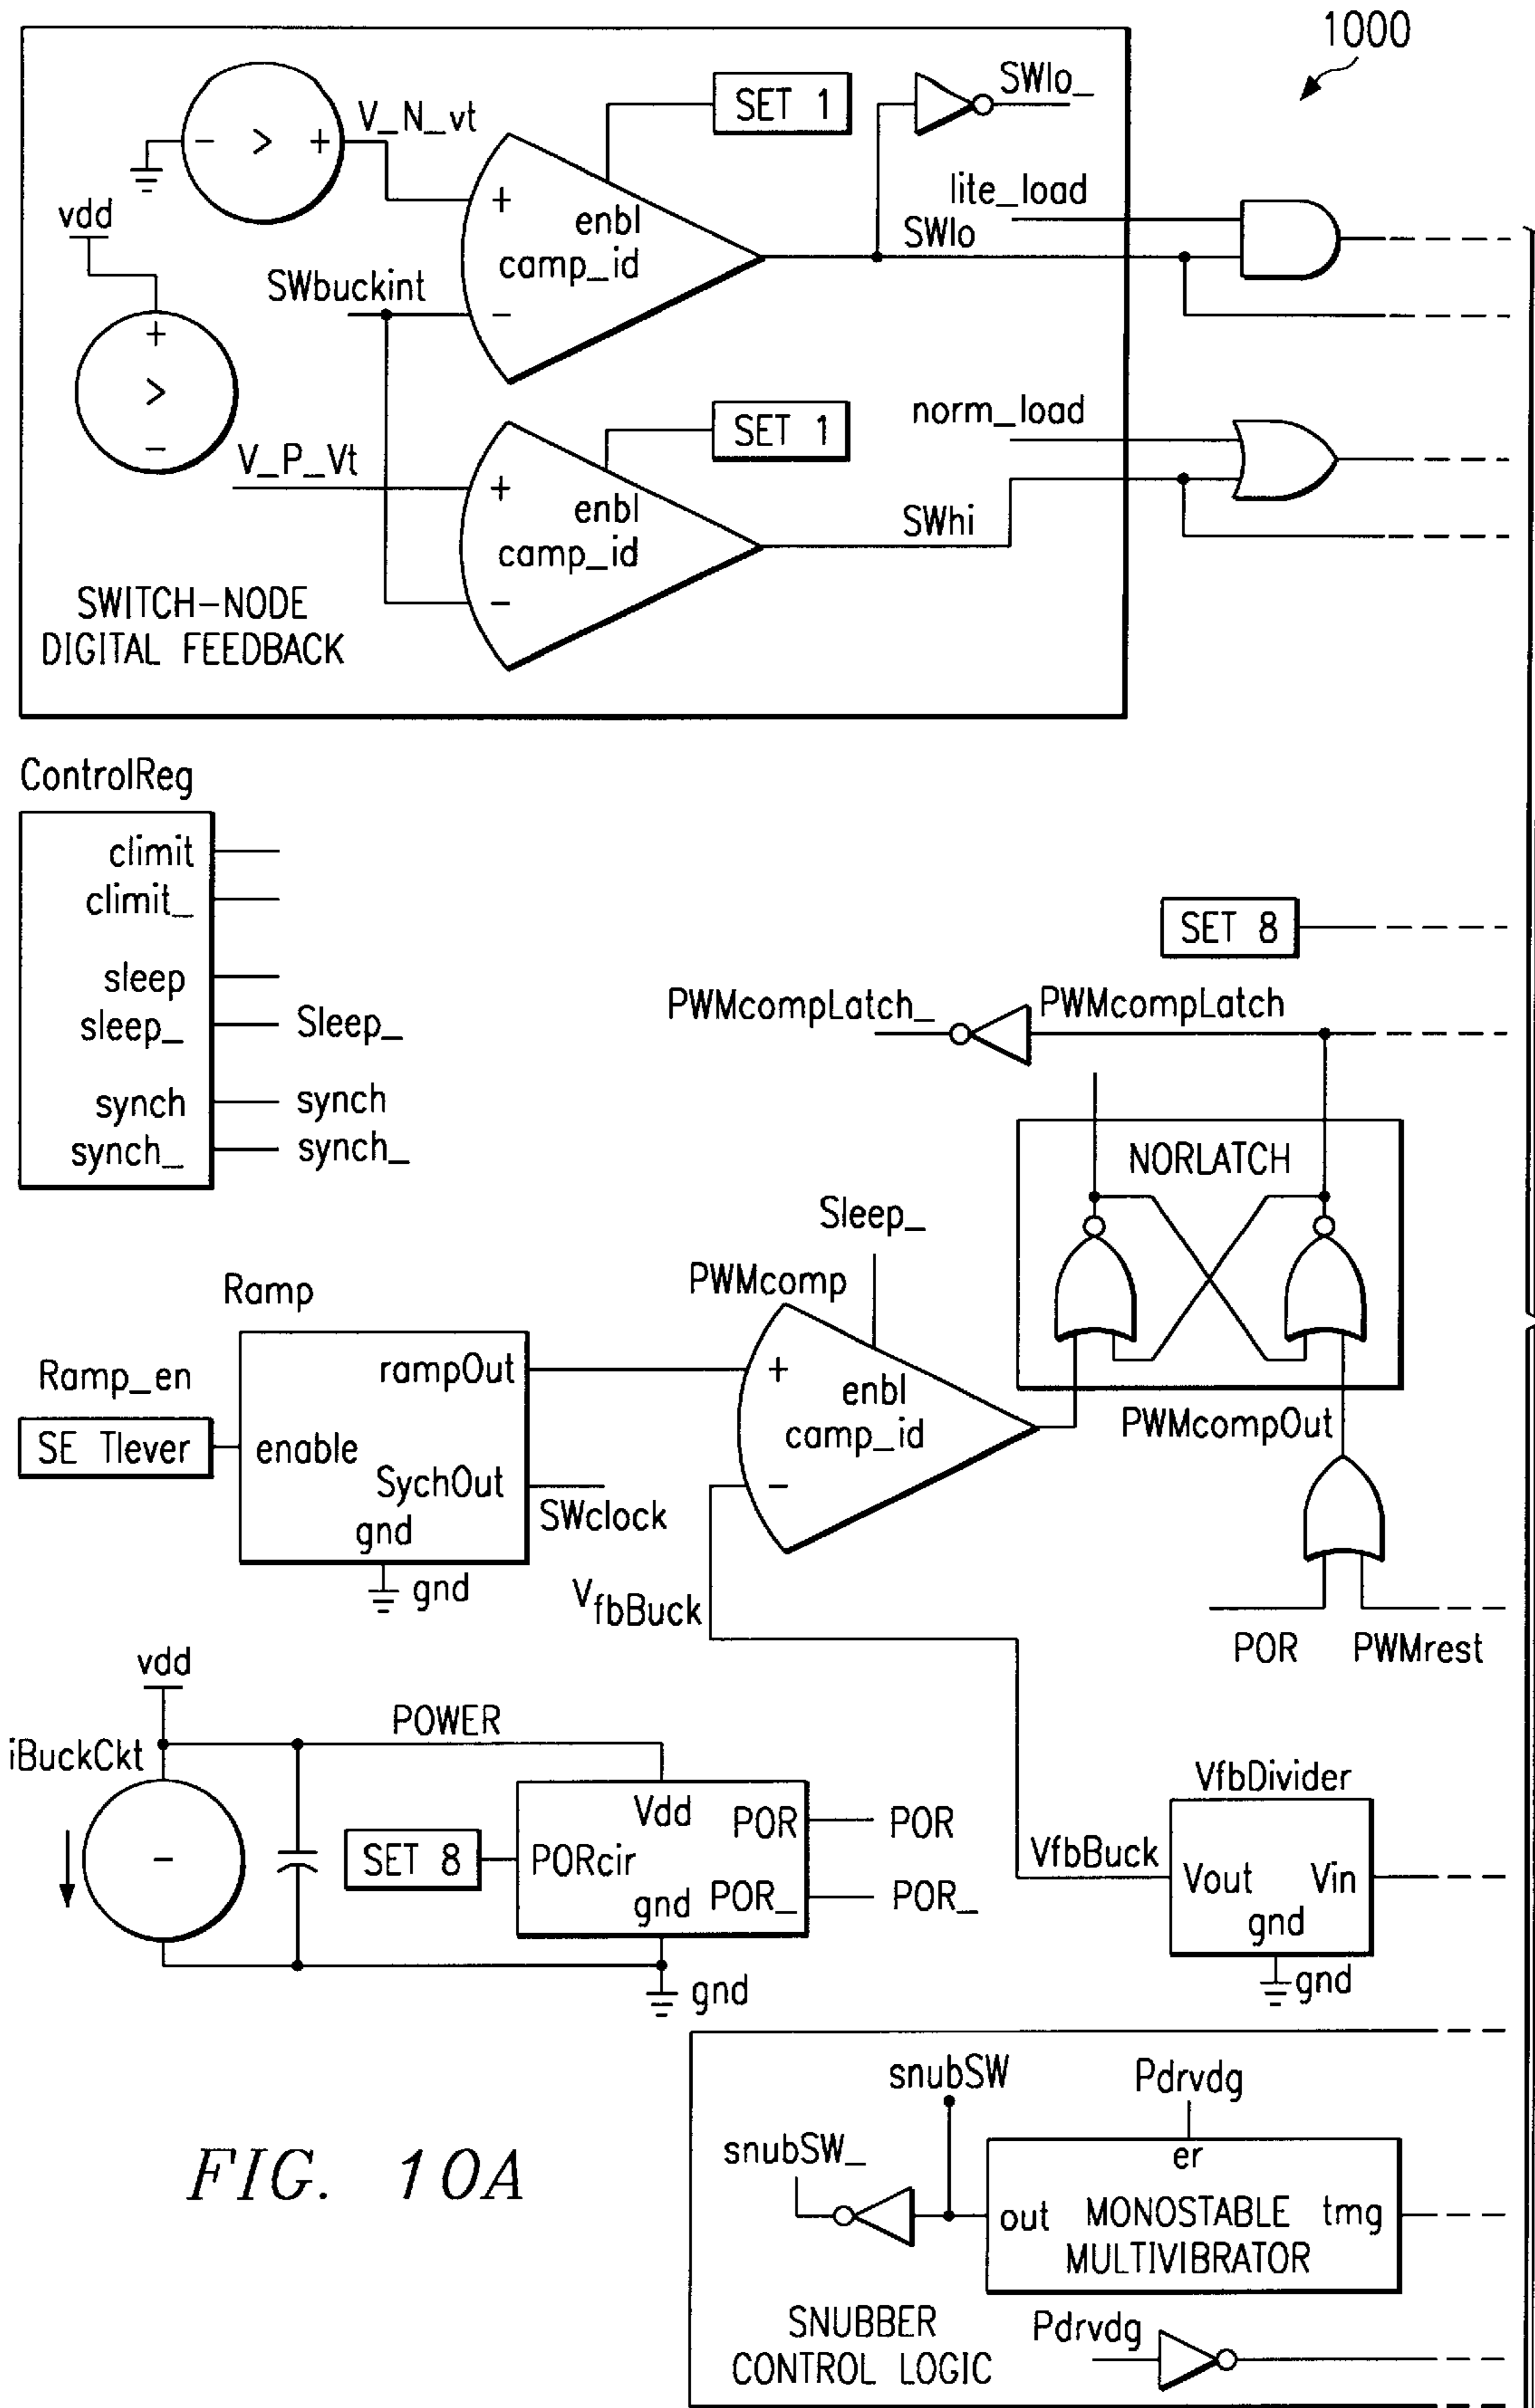 1000
SET 1
SWlo_
- > +
V_N_vt
lite_load
vdd
+
enbl
camp_id
SWlo
SWbuckint
-
+
>
-
SET 1
norm_load
V_P_Vt
+
enbl
camp_id
SWhi
-
SWITCH-NODE
DIGITAL FEEDBACK
ControlReg
climit
climit_
sleep
sleep_ Sleep_
synch synch
synch_ synch_
SET 8
PWMcompLatch_ PWMcompLatch
NORLATCH
Sleep_
PWMcomp
Ramp
rampOut
Ramp_en
SE Tlever
enable
SychOut
gnd
SWclock
gnd
+
enbl
camp_id
-
PWMcompOut
VfbBuck
POR PWMrest
vdd
POWER
iBuckCkt
-
SET 8
Vdd
POR POR
PORcir
gnd POR_ POR_
gnd
VfbDivider
VfbBuck
Vout Vin
gnd
gnd
snubSW
Pdrvdg
snubSW_
er
out MONOSTABLE tmg
MULTIVIBRATOR
SNUBBER
CONTROL LOGIC
Pdrvdg
FIG. 10A